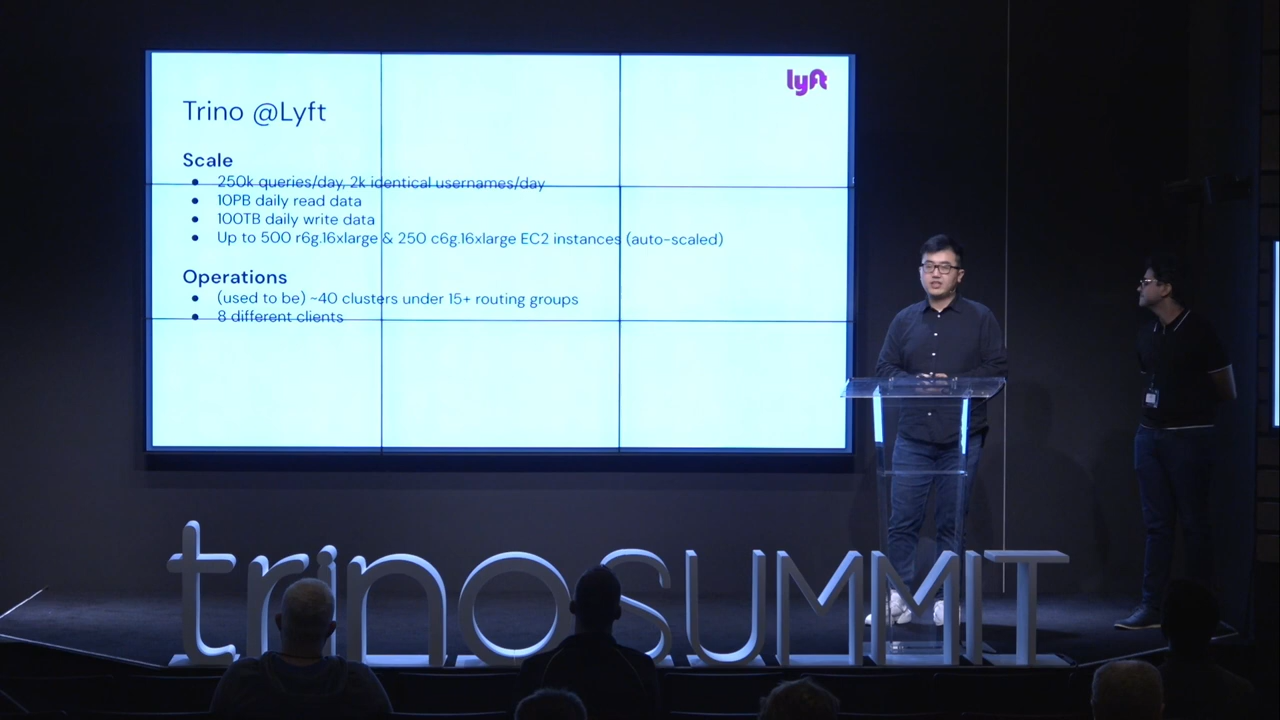 lyft
Trino @Lyft
Scale
● 250k queries/day, 2k identical usernames/day
● 10PB daily read data
● 100TB daily write data
● Up to 500 r6g.16xlarge & 250 c6g.16xlarge EC2 instances (auto-scaled)
Operations
● (used to be) ~40 clusters under 15+ routing groups
● 8 different clients
trinoSUMMIT